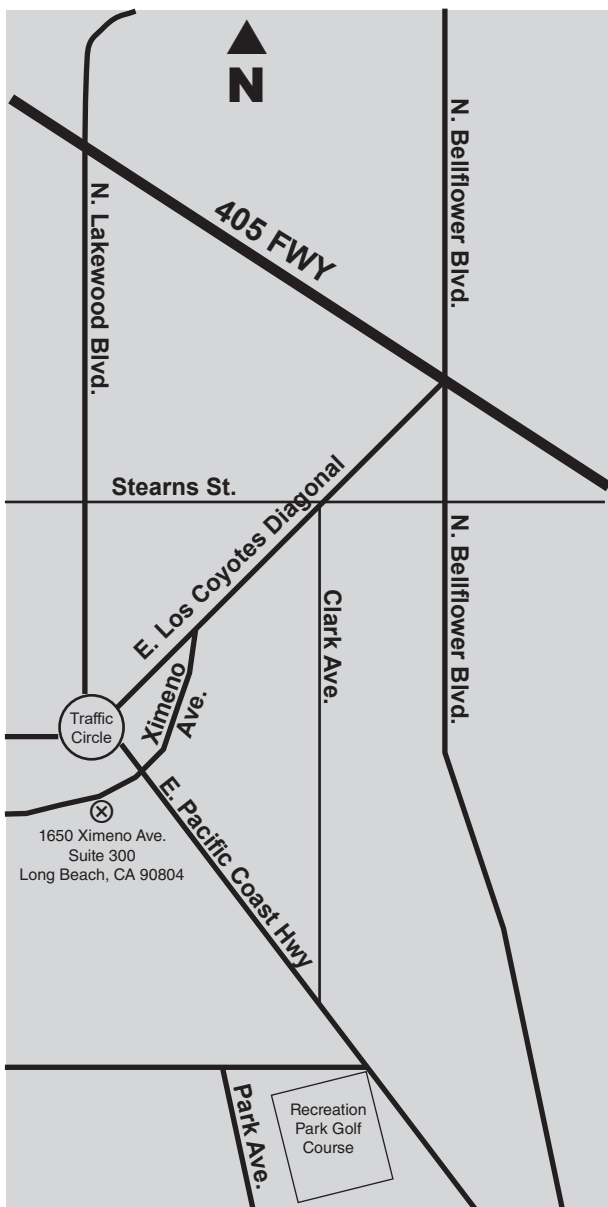 N
N. Bellflower Blvd.
N. Lakewood Blvd.
405 FWY
Stearns St.
E. Los Coyotes Diagonal
N. Bellflower Blvd.
Clark Ave.
Ximeno
Ave.
Traffic
Circle
E. Pacific Coast Hwy
1650 Ximeno Ave.
Suite 300
Long Beach, CA 90804
Park Ave.
Recreation
Park Golf
Course